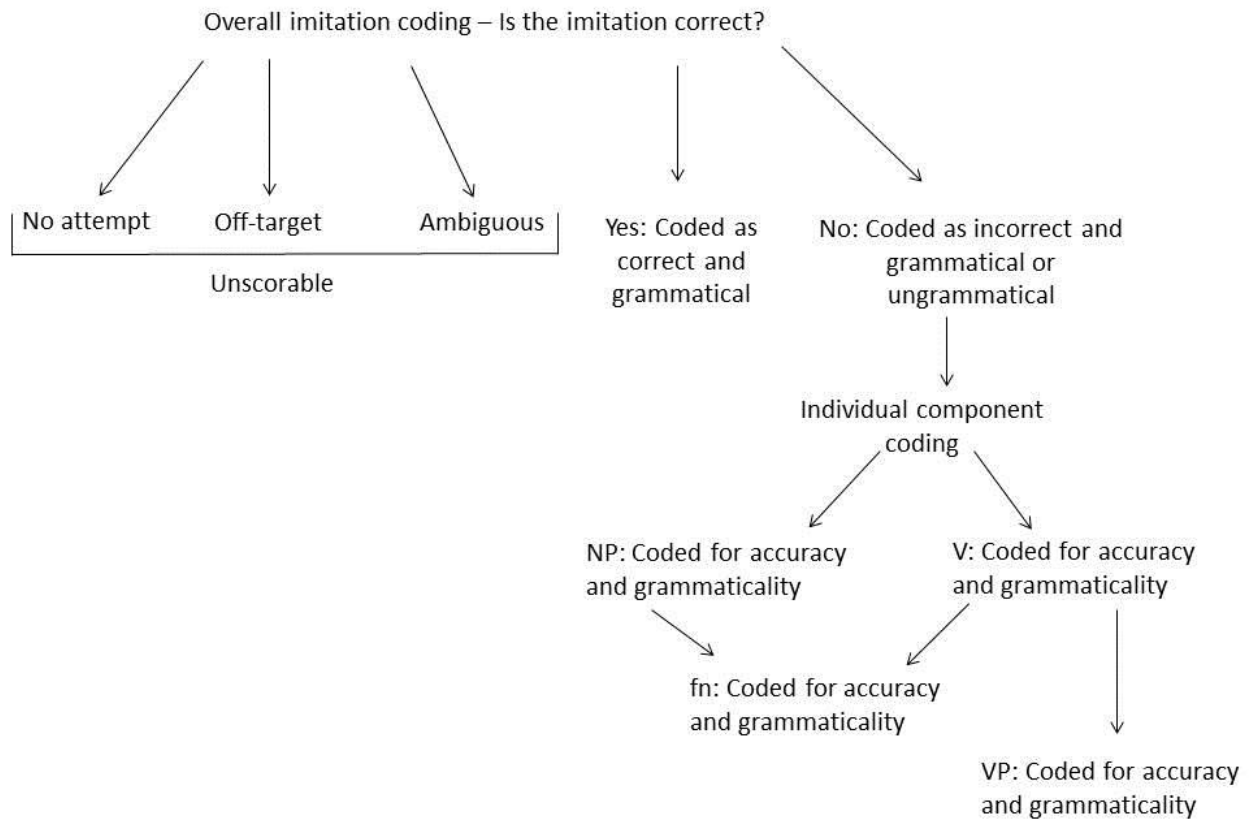 Overall imitation coding – Is the imitation correct?
No attempt
Off-target
Ambiguous
Unscorable
Yes: Coded as
correct and
grammatical
No: Coded as incorrect and
grammatical or
ungrammatical
Individual component
coding
NP: Coded for accuracy
and grammaticality
V: Coded for accuracy
and grammaticality
fn: Coded for accuracy
and grammaticality
VP: Coded for accuracy
and grammaticality